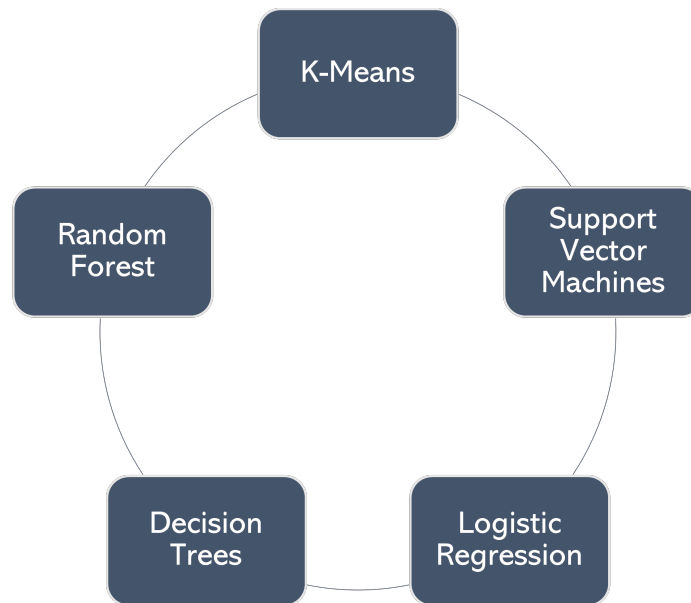 K-Means
Support
Vector
Machines
Logistic
Regression
Decision
Trees
Random
Forest